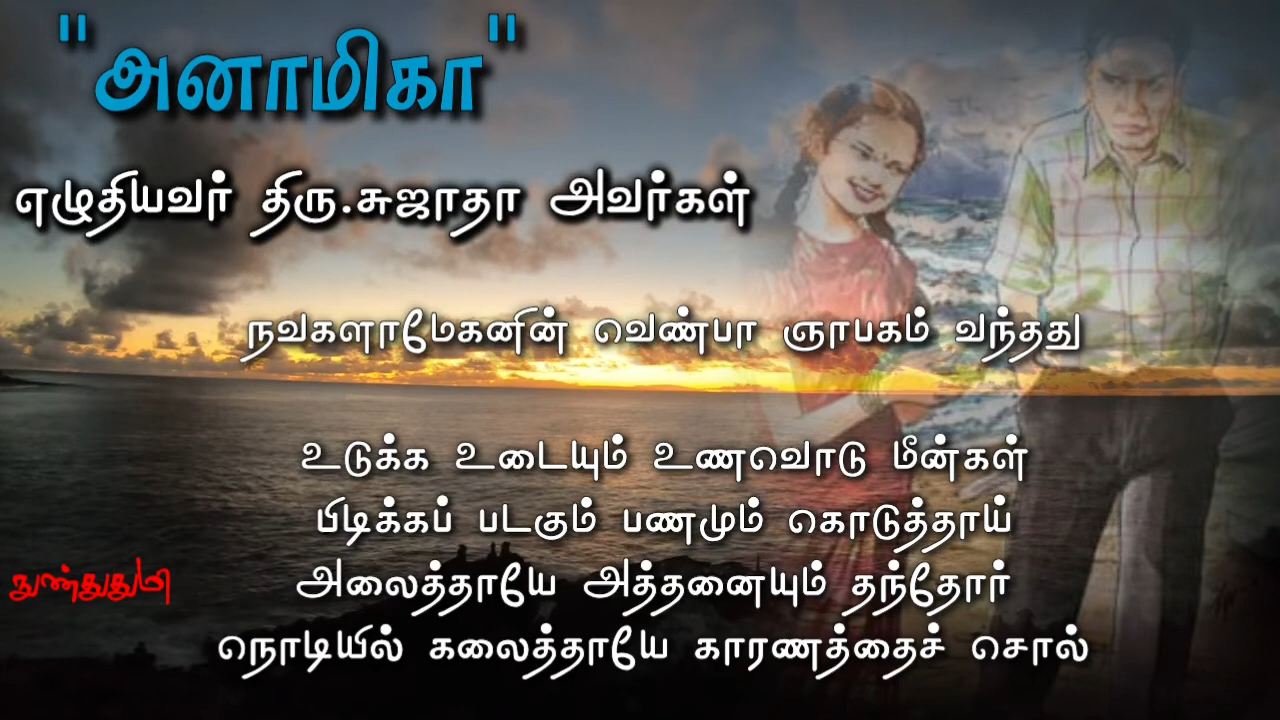 "அனாமிகா"
எழுதியவர் திரு.சுஜாதா அவர்கள்
நவகளாமேகனின் வெண்பா ஞாபகம் வந்தது
உடுக்க உடையும் உணவொடு மீன்கள்
பிடிக்கப் படகும் பணமும் கொடுத்தாய்
அலைத்தாயே அத்தனையும் தந்தோர்
நொடியில் கலைத்தாயே காரணத்தைச் சொல்